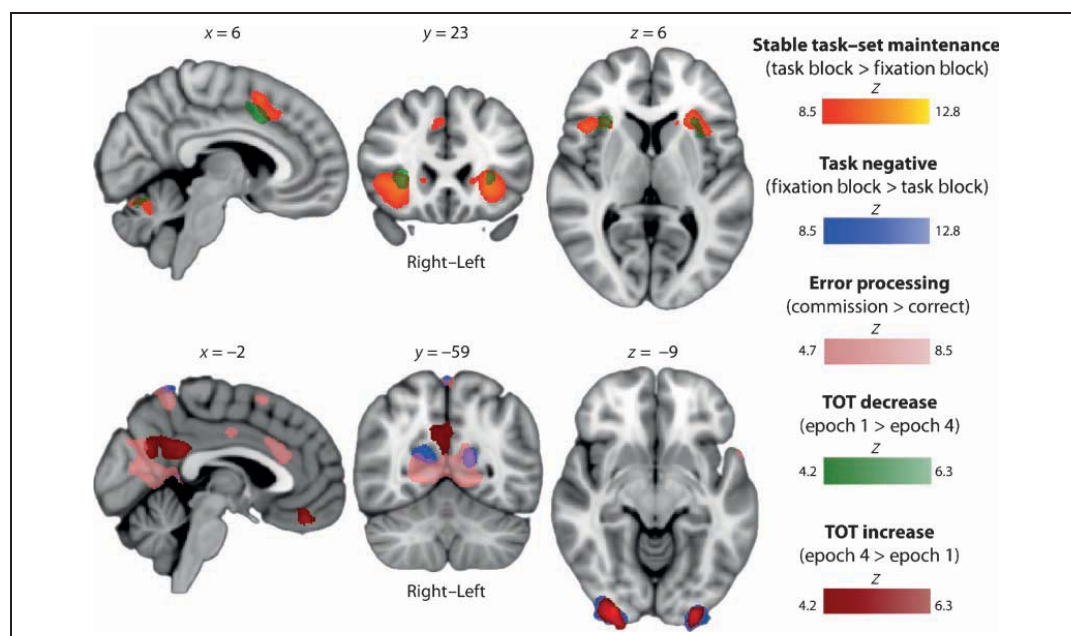 x = 6
y = 23
z = 6
Right–Left
x = −2
y = −59
z = −9
Right–Left
Stable task–set maintenance
(task block > fixation block)
Z
8.5 12.8
Task negative
(fixation block > task block)
Z
8.5 12.8
Error processing
(commission > correct)
Z
4.7 8.5
TOT decrease
(epoch 1 > epoch 4)
Z
4.2 6.3
TOT increase
(epoch 4 > epoch 1)
Z
4.2 6.3